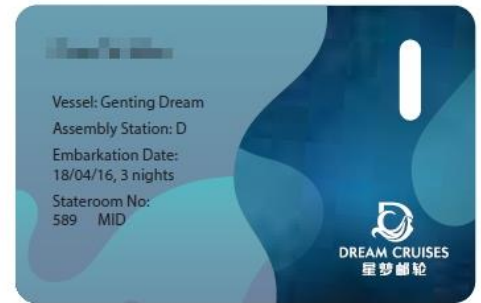 Vessel: Genting Dream
Assembly Station: D
Embarkation Date:
18/04/16, 3 nights
Stateroom No:
589 MID
DREAM CRUISES
星梦邮轮